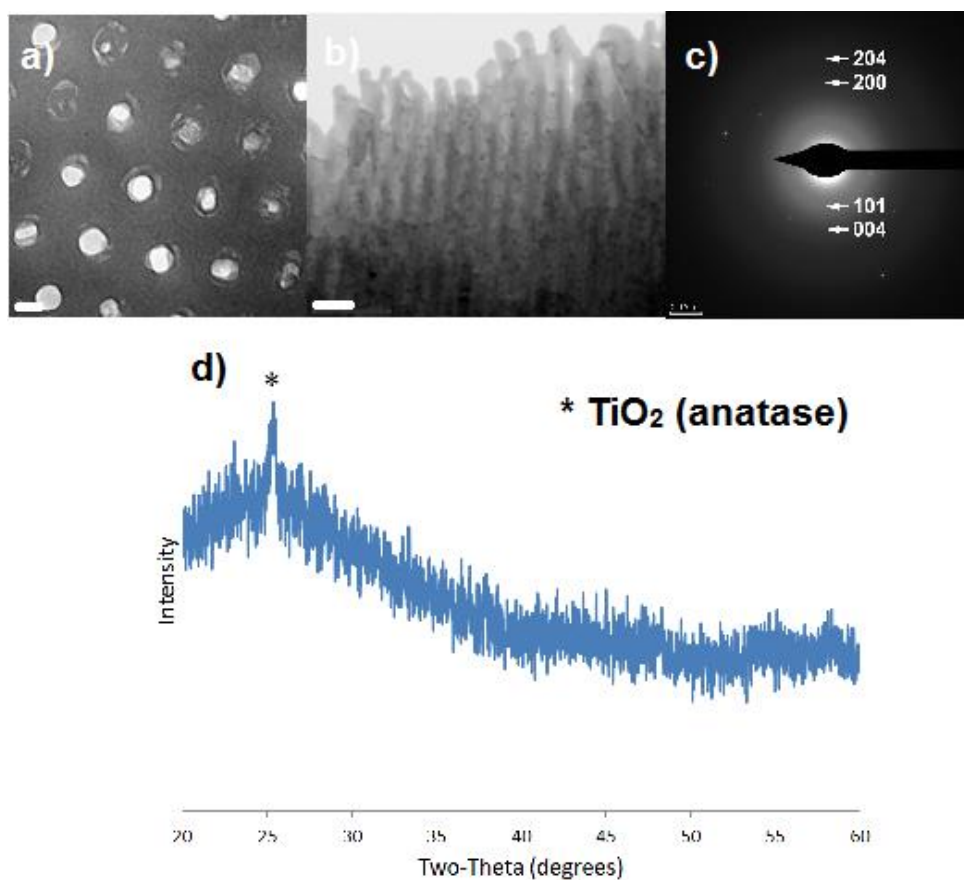 a)
b)
c)
204
200
101
004
d)
*
* TiO₂ (anatase)
Intensity
20 25 30 35 40 45 50 55 60
Two-Theta (degrees)